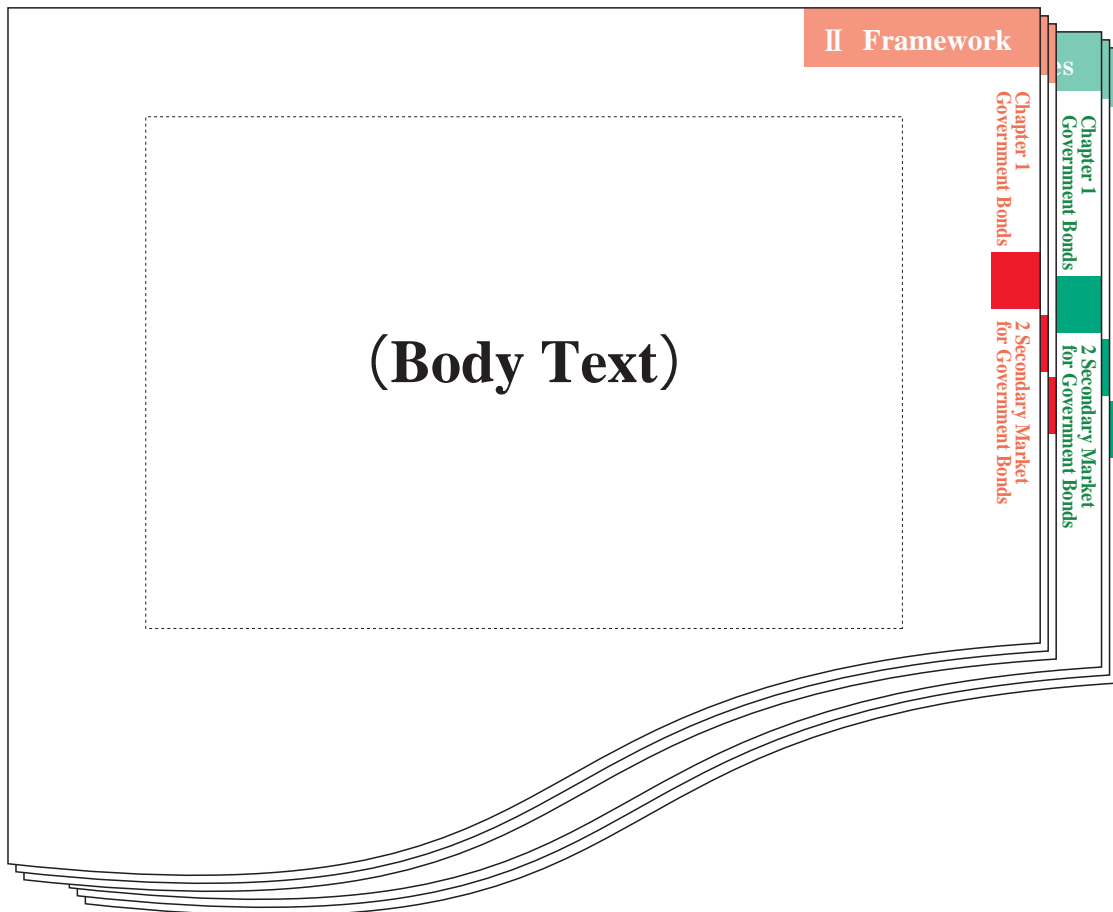 Ⅱ Framework
es
Chapter 1
Government Bonds
2 Secondary Market
for Government Bonds
Chapter 1
Government Bonds
2 Secondary Market
for Government Bonds
(Body Text)